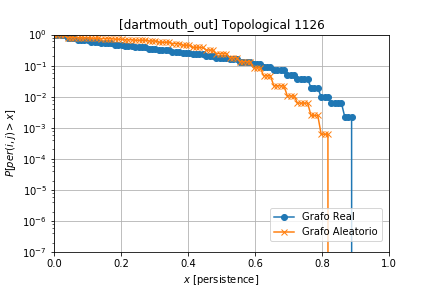 [dartmouth_out] Topological 1126
P[per(i,j) > x]
10⁰
10⁻¹
10⁻²
10⁻³
10⁻⁴
10⁻⁵
10⁻⁶
10⁻⁷
Grafo Real
Grafo Aleatorio
0.0 0.2 0.4 0.6 0.8 1.0
x [persistence]